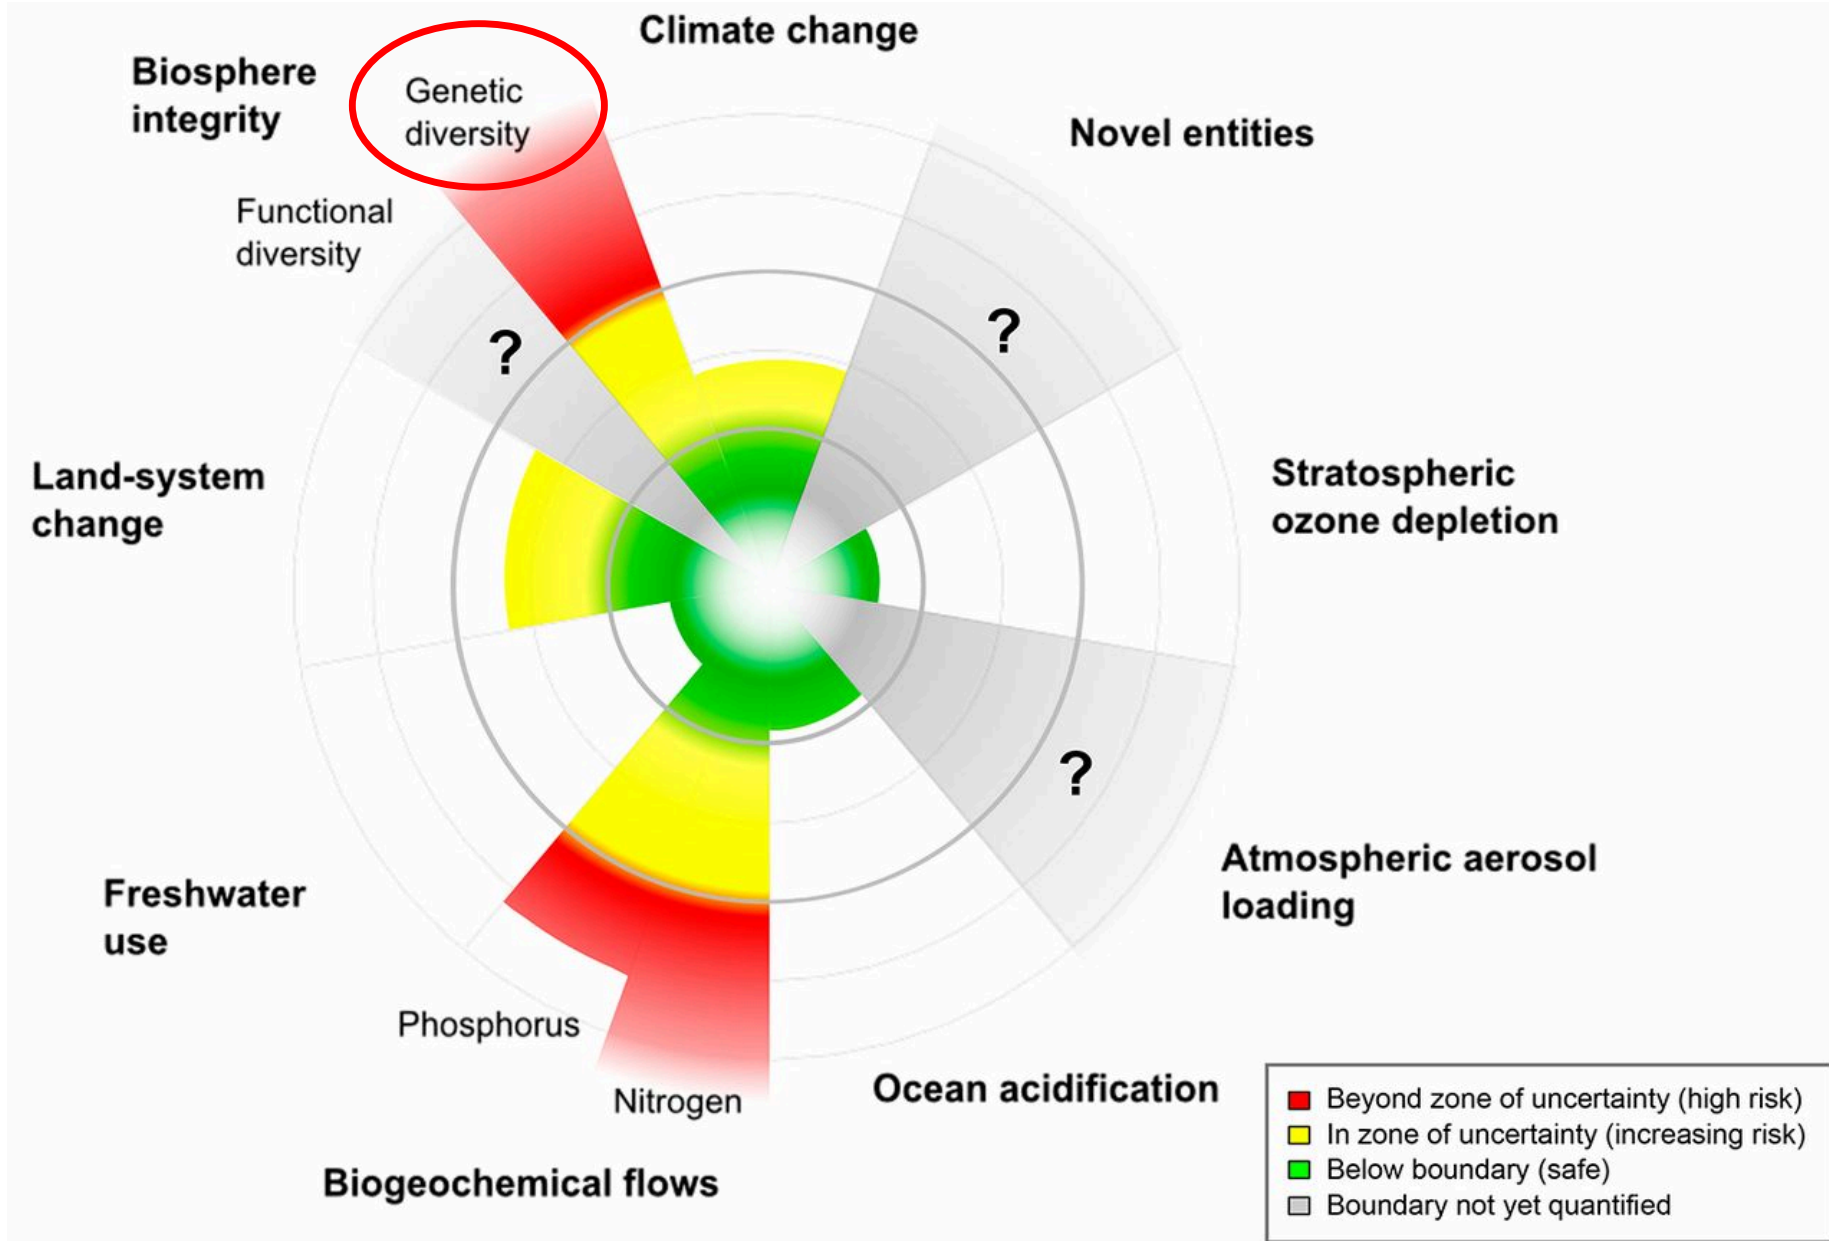 Climate change
Biosphere
integrity
Genetic
diversity
Novel entities
Functional
diversity
?
?
Land-system
change
Stratospheric
ozone depletion
?
Atmospheric aerosol
loading
Freshwater
use
Phosphorus
Nitrogen
Ocean acidification
Biogeochemical flows
Beyond zone of uncertainty (high risk)
In zone of uncertainty (increasing risk)
Below boundary (safe)
Boundary not yet quantified